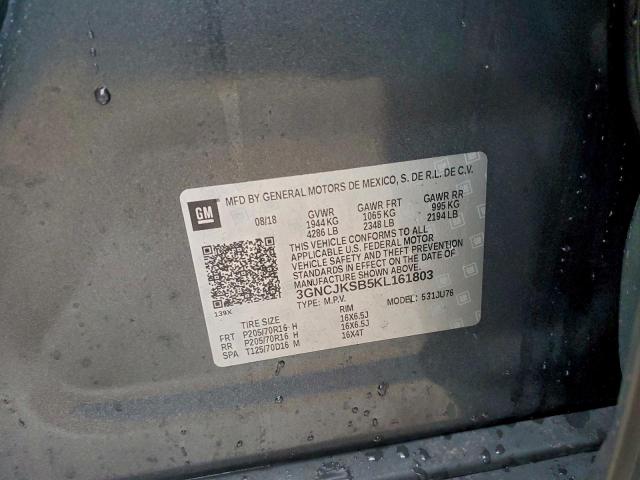 GM
MFD BY GENERAL MOTORS DE MEXICO, S. DE R.L. DE C.V.
08/18 GVWR GAWR FRT GAWR RR
1944 KG 1065 KG 995 KG
4286 LB 2348 LB 2194 LB
THIS VEHICLE CONFORMS TO ALL
APPLICABLE U.S. FEDERAL MOTOR
VEHICLE SAFETY AND THEFT PREVENTION
STANDARDS IN EFFECT ON THE DATE OF
MANUFACTURE SHOWN ABOVE.
3GNCJKSB5KL161803
TYPE: M.P.V. MODEL: 531JU76
139X
TIRE SIZE RIM
FRT P205/70R16 H 16X6.5J
RR P205/70R16 H 16X6.5J
SPA T125/70D16 M 16X4T